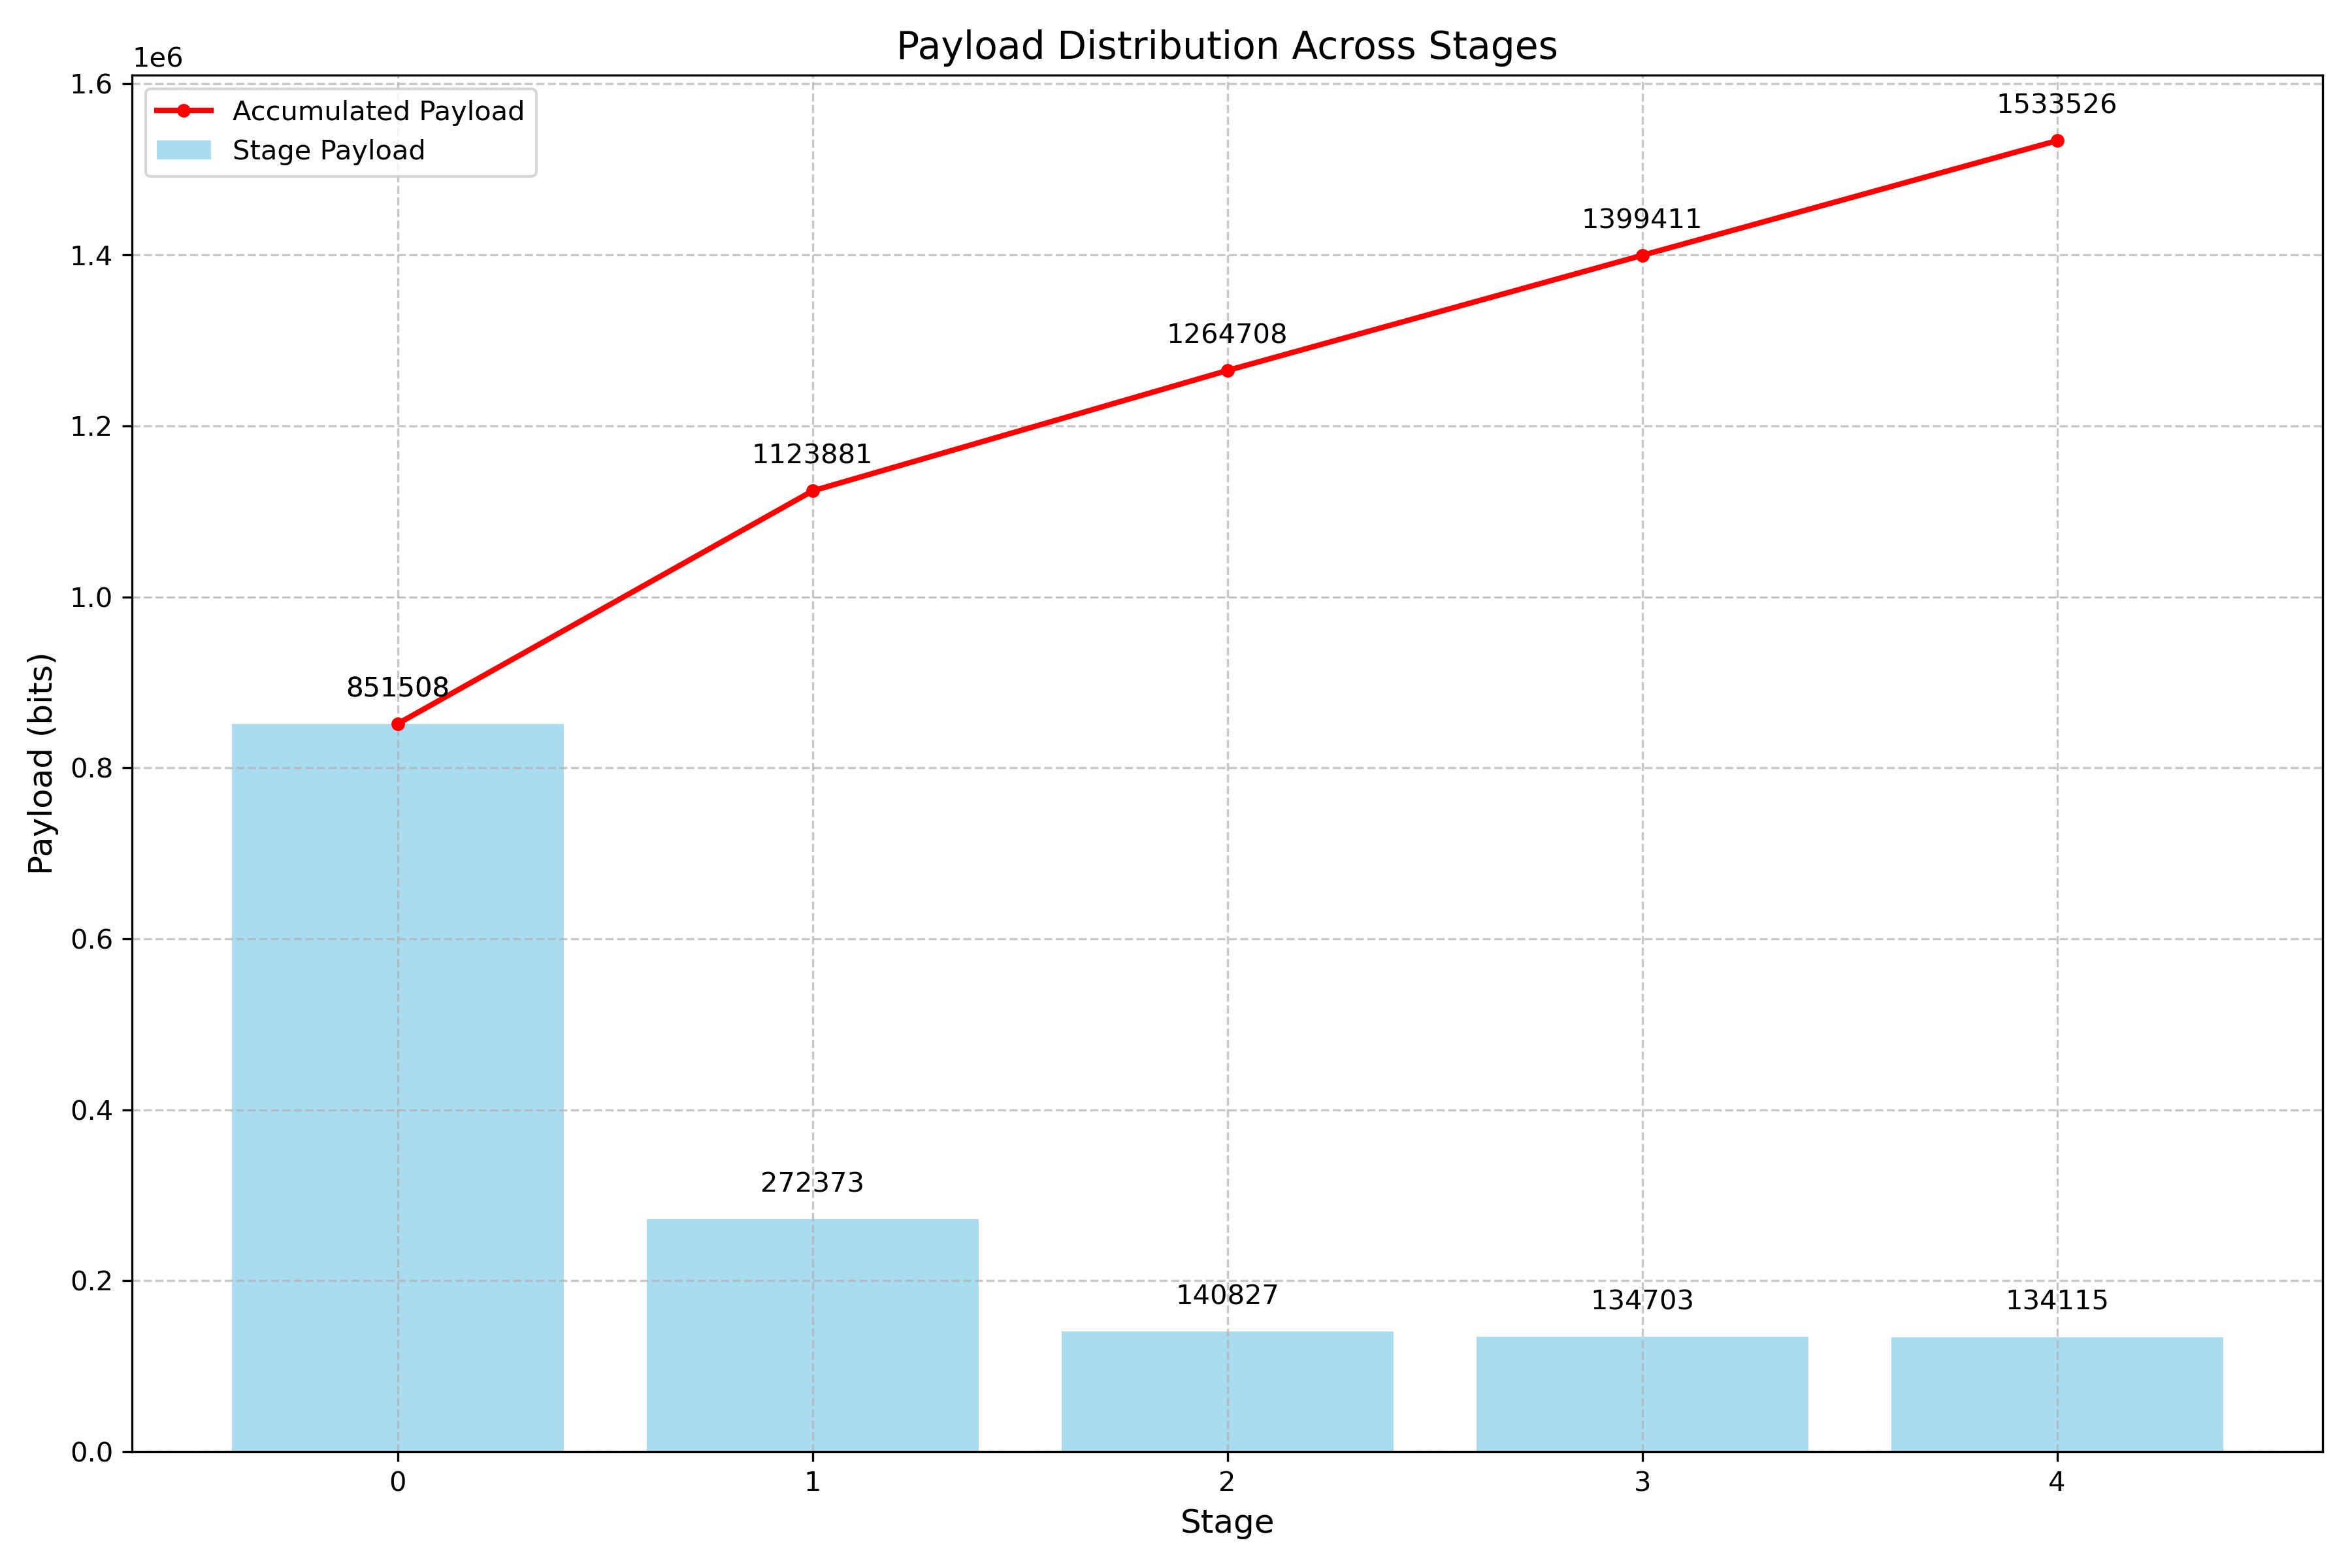 Payload Distribution Across Stages
1e6
1.6
1.4
1.2
1.0
0.8
0.6
0.4
0.2
0.0
Payload (bits)
Accumulated Payload
Stage Payload
1533526
1399411
1264708
1123881
851508
272373
140827
134703
134115
0 1 2 3 4
Stage